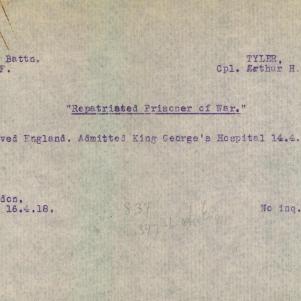 Battn. TYLER,
F. Cpl. Arthur H.
"Repatriated Prisoner of War."
ved England. Admitted King George's Hospital 14.4.
don.
16.4.18. No inq.